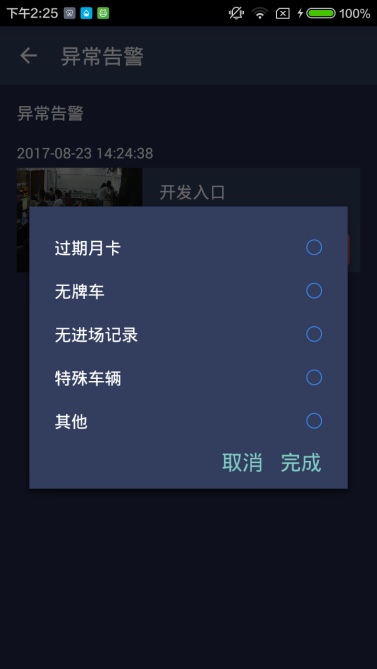 下午2:25
100%
异常告警
异常告警
2017-08-23 14:24:38
开发入口
过期月卡
无牌车
无进场记录
特殊车辆
其他
取消 完成